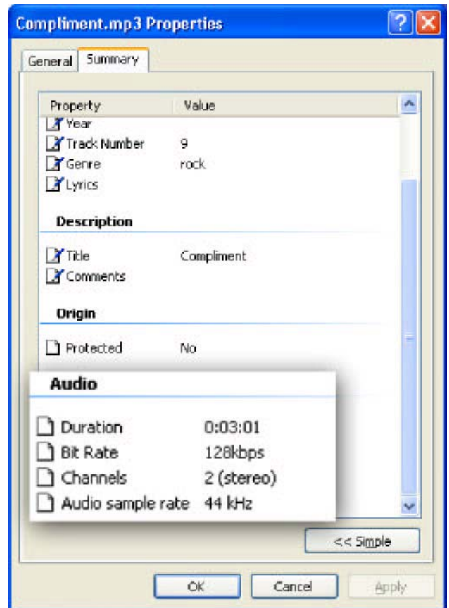 Compliment.mp3 Properties
General Summary
Property Value
Year
Track Number 9
Genre rock
Lyrics
Description
Title Compliment
Comments
Origin
Protected No
Audio
Duration 0:03:01
Bit Rate 128kbps
Channels 2 (stereo)
Audio sample rate 44 kHz
<< Simple
OK Cancel Apply